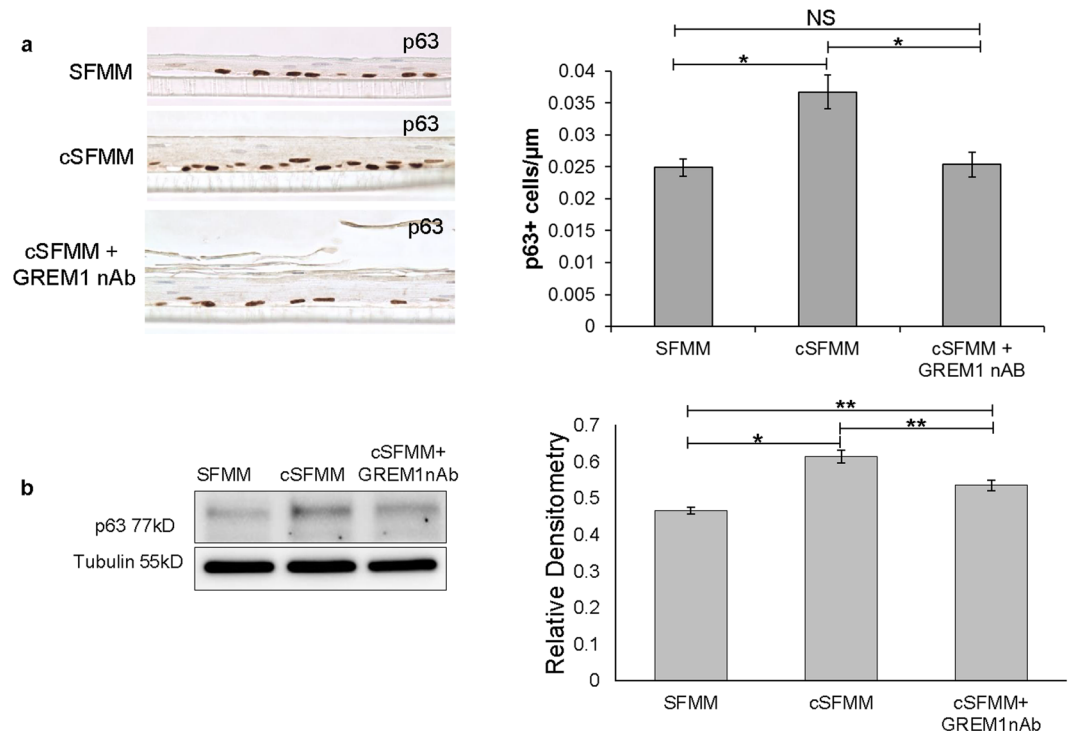 a
SFMM
p63
cSFMM
p63
cSFMM +
GREM1 nAb
p63
NS
*
*
p63+ cells/µm
0.04
0.035
0.03
0.025
0.02
0.015
0.01
0.005
0
SFMM
cSFMM
cSFMM +
GREM1 nAB
b
SFMM
cSFMM
cSFMM+
GREM1nAb
p63 77kD
Tubulin 55kD
**
**
*
Relative Densitometry
0.7
0.6
0.5
0.4
0.3
0.2
0.1
0
SFMM
cSFMM
cSFMM+
GREM1nAb